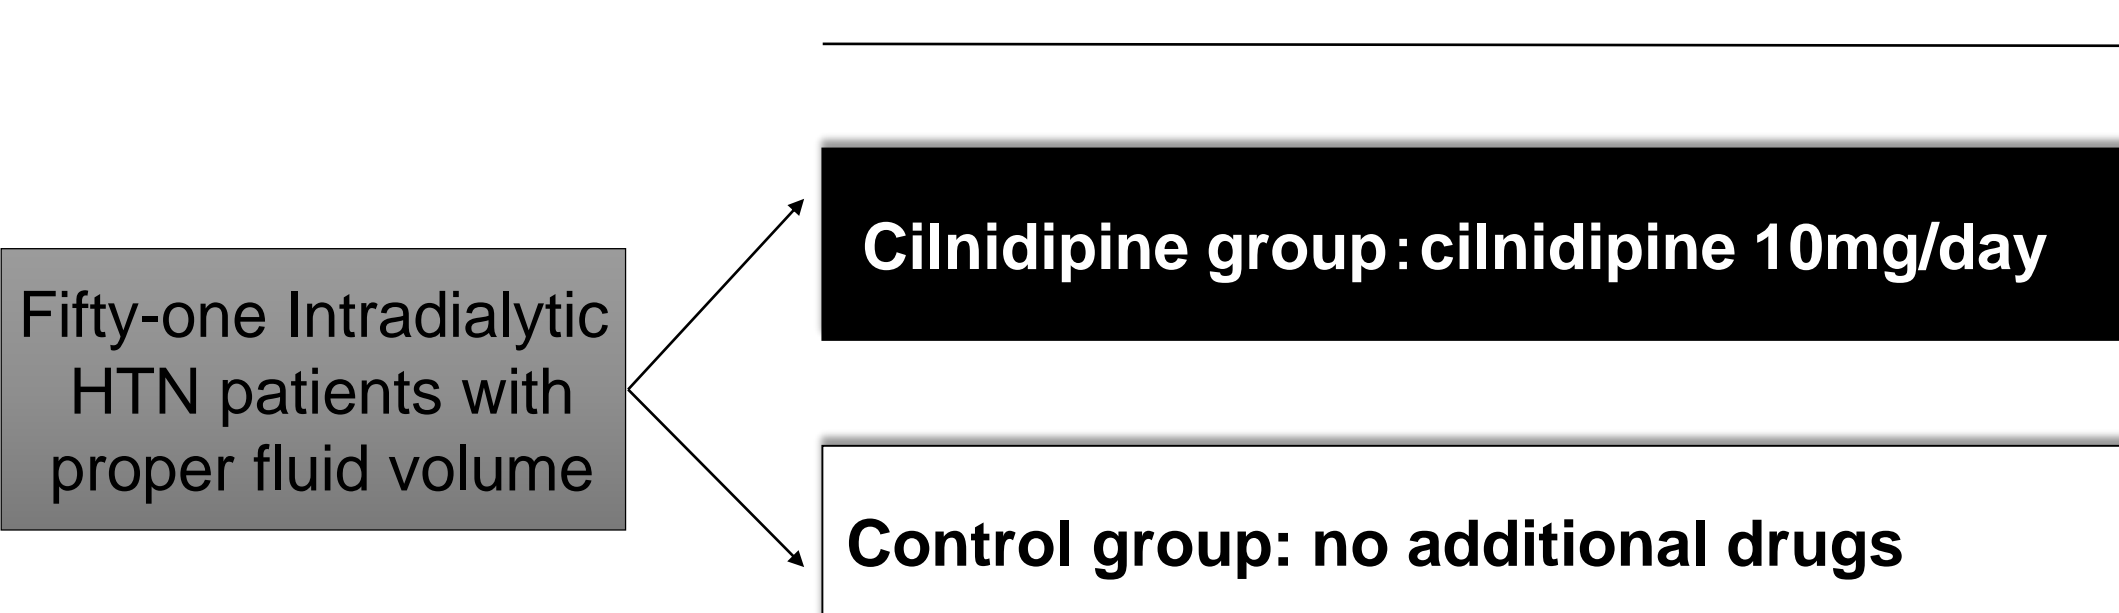 Fifty-one Intradialytic
HTN patients with
proper fluid volume
Cilnidipine group：cilnidipine 10mg/day
Control group: no additional drugs